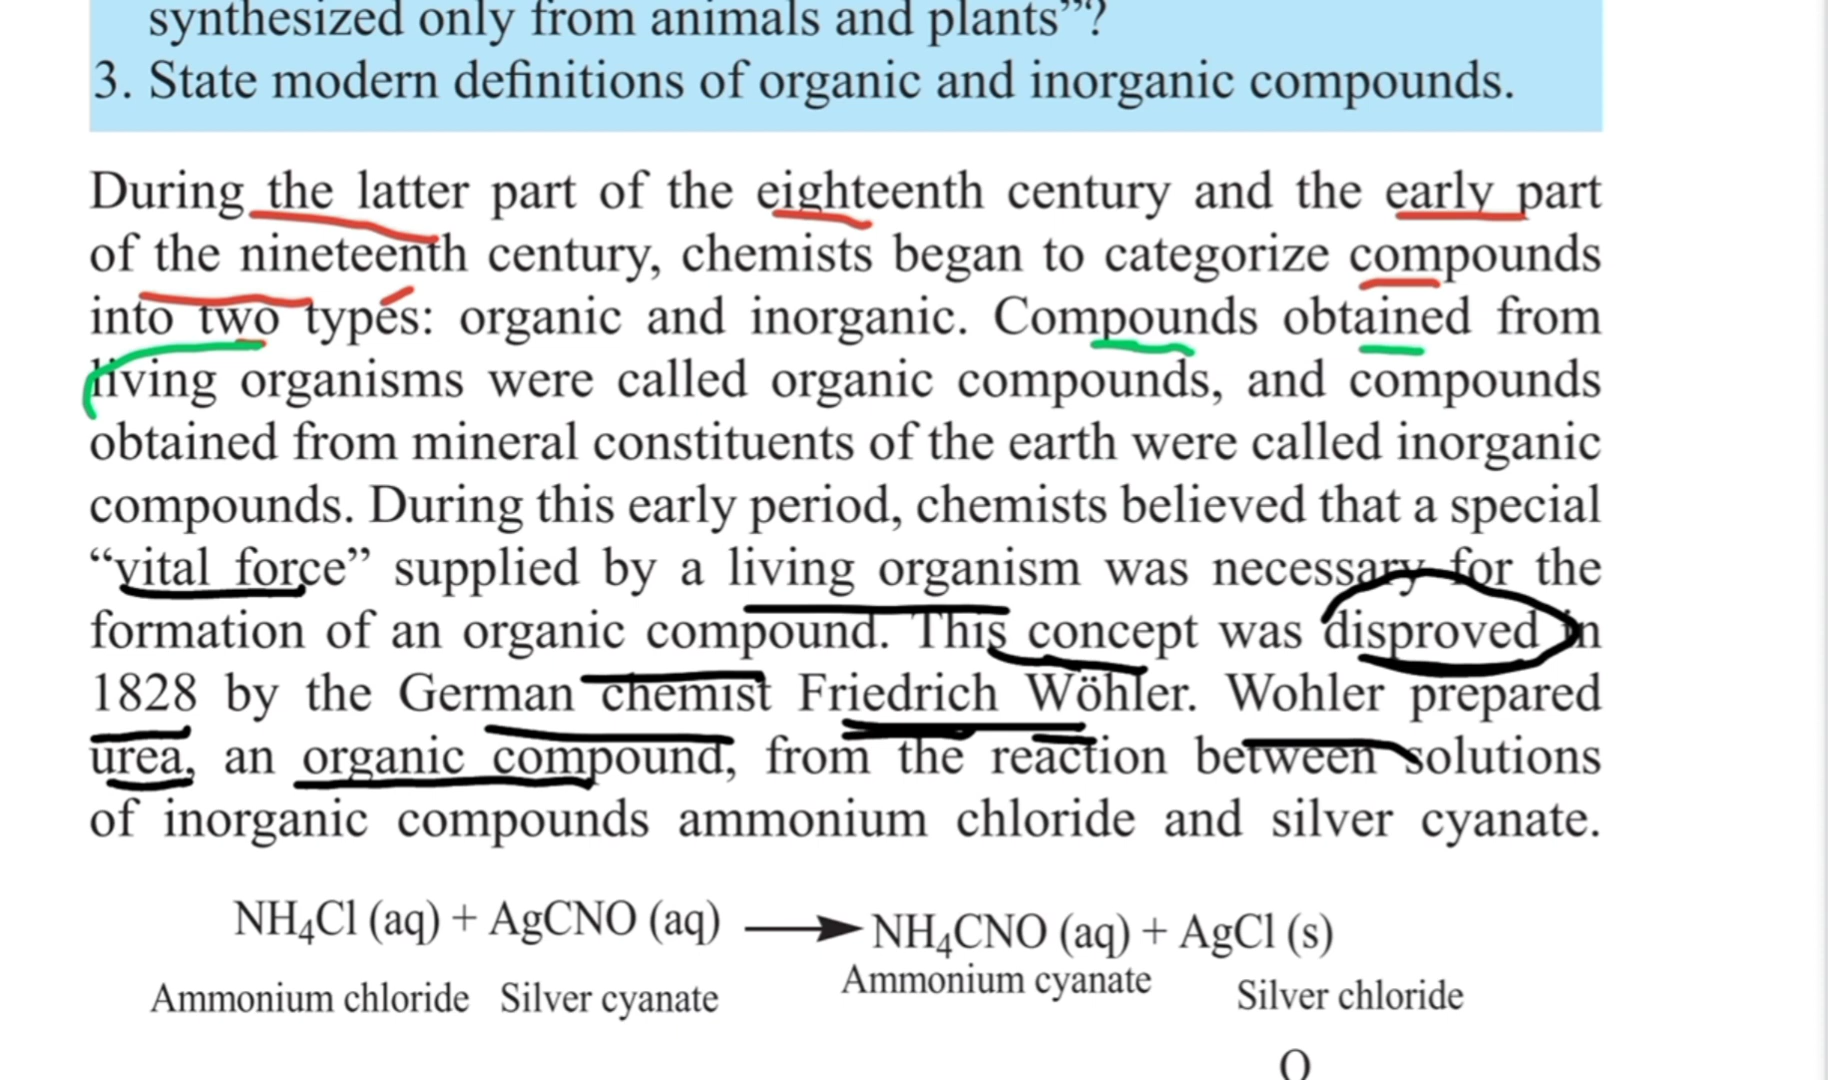 synthesized only from animals and plants”?
3. State modern definitions of organic and inorganic compounds.
During the latter part of the eighteenth century and the early part
of the nineteenth century, chemists began to categorize compounds
into two types: organic and inorganic. Compounds obtained from
living organisms were called organic compounds, and compounds
obtained from mineral constituents of the earth were called inorganic
compounds. During this early period, chemists believed that a special
“vital force” supplied by a living organism was necessary for the
formation of an organic compound. This concept was disproved in
1828 by the German chemist Friedrich Wöhler. Wohler prepared
urea, an organic compound, from the reaction between solutions
of inorganic compounds ammonium chloride and silver cyanate.
NH₄Cl (aq) + AgCNO (aq) ⟶ NH₄CNO (aq) + AgCl (s)
Ammonium chloride Silver cyanate Ammonium cyanate Silver chloride
O